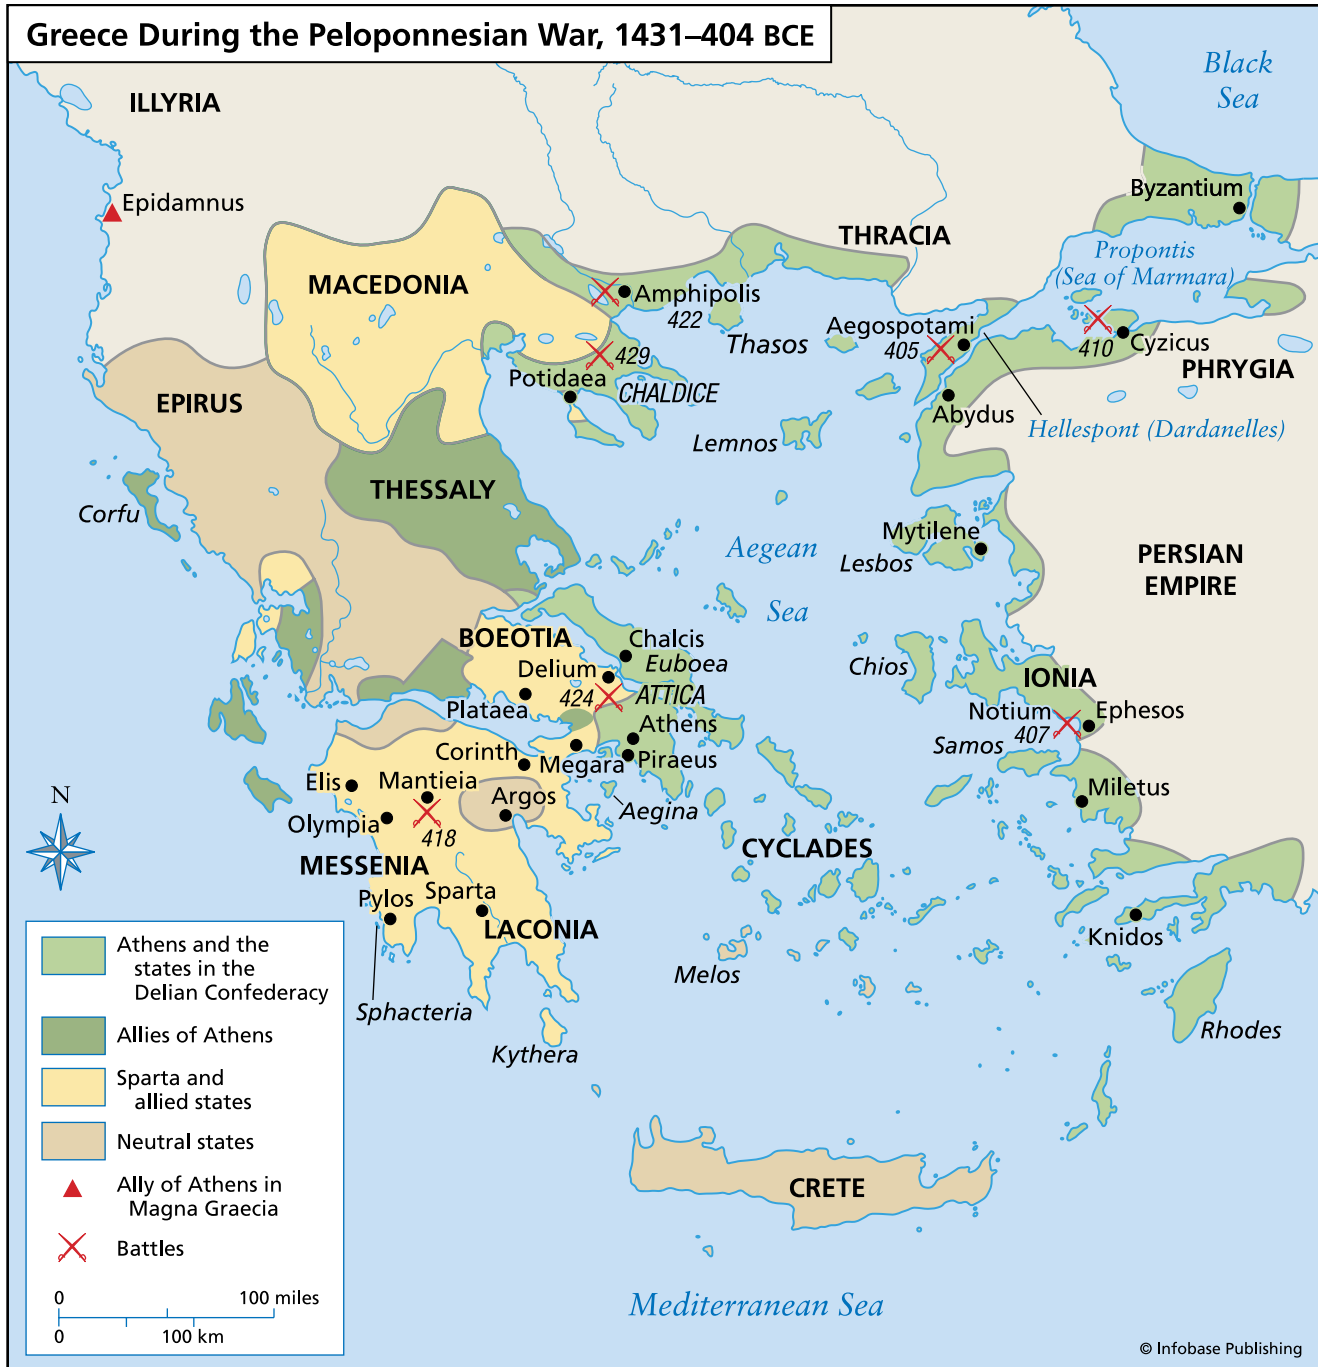 Greece During the Peloponnesian War, 1431–404 BCE
Black
Sea
ILLYRIA
Byzantium
Epidamnus
THRACIA
Propontis
(Sea of Marmara)
MACEDONIA
Amphipolis
422
Aegospotami
405
Thasos
410
Cyzicus
429
PHRYGIA
Potidaea
CHALDICE
EPIRUS
Abydus
Hellespont (Dardanelles)
Lemnos
THESSALY
Corfu
Mytilene
Lesbos
Aegean
Sea
PERSIAN
EMPIRE
BOEOTIA
Chalcis
Euboea
Delium
Chios
IONIA
424
ATTICA
Plataea
Notium
407
Ephesos
Athens
Samos
Corinth
Megara
Piraeus
Elis
Mantieia
Argos
Aegina
Miletus
Olympia
418
CYCLADES
MESSENIA
Pylos
Sparta
LACONIA
Knidos
Melos
Sphacteria
Rhodes
Kythera
CRETE
Mediterranean Sea
N
Athens and the
states in the
Delian Confederacy
Allies of Athens
Sparta and
allied states
Neutral states
Ally of Athens in
Magna Graecia
Battles
0
100 miles
0
100 km
© Infobase Publishing